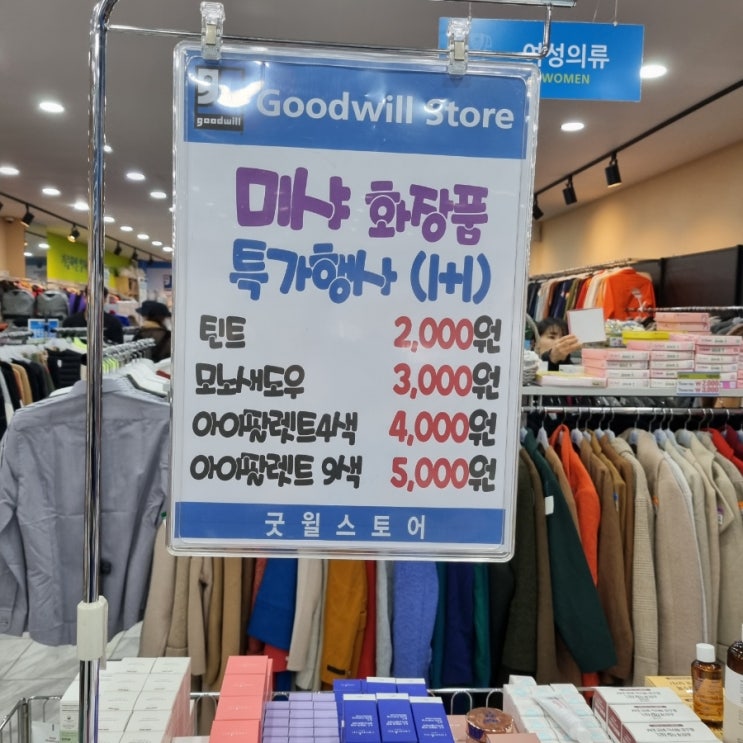 여성의류
WOMEN
goodwill
Goodwill Store
미샤 화장품
특가행사 (1+1)
틴트 2,000원
모노섀도우 3,000원
아이팔렛트4색 4,000원
아이팔렛트 9색 5,000원
굿윌스토어